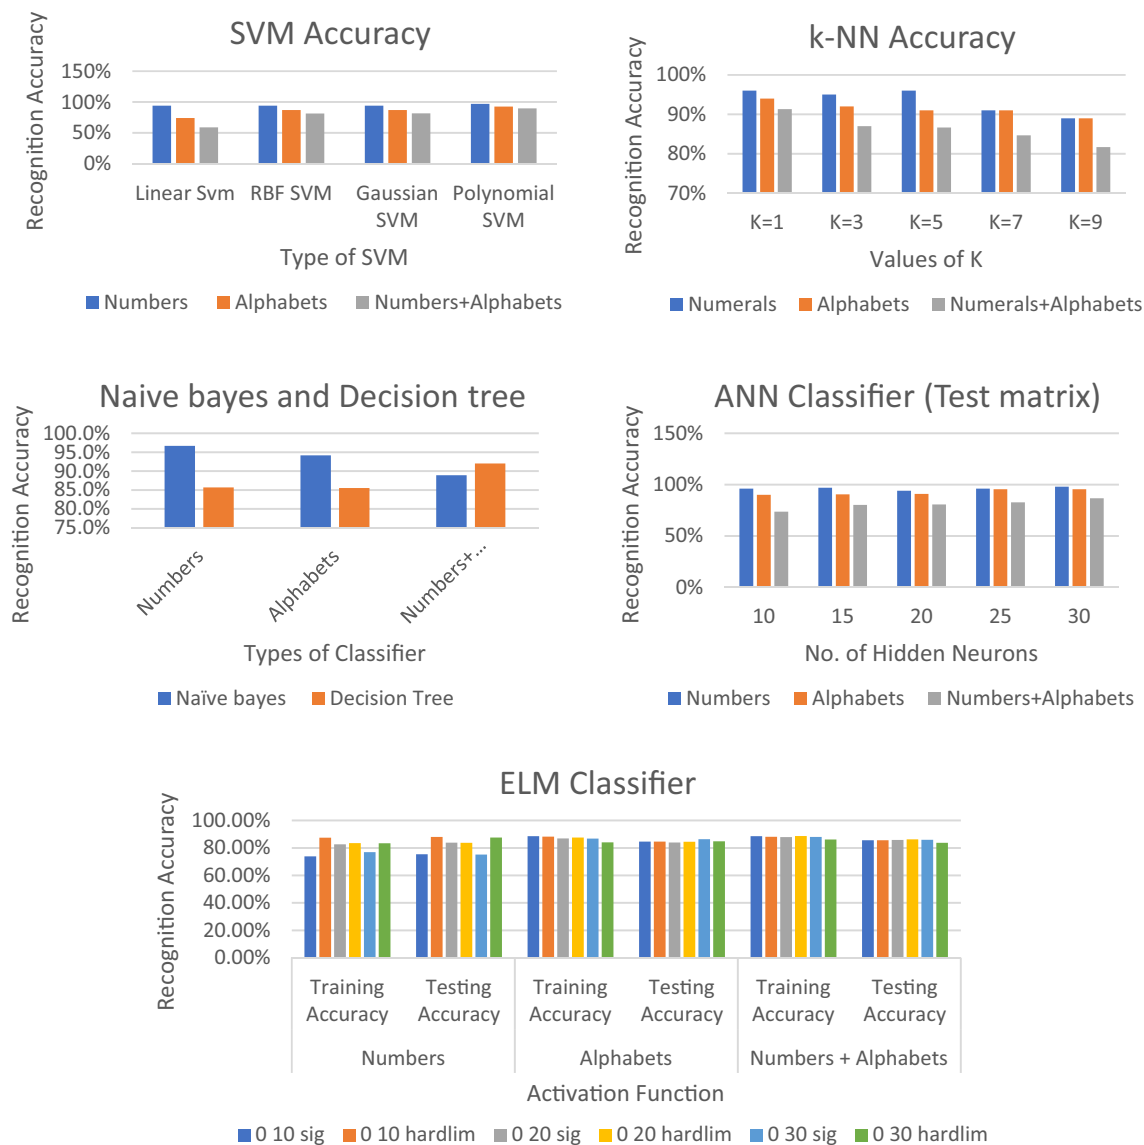 SVM Accuracy
Recognition Accuracy
150%
100%
50%
0%
Linear Svm
RBF SVM
Gaussian
SVM
Polynomial
SVM
Type of SVM
Numbers
Alphabets
Numbers+Alphabets
k-NN Accuracy
Recognition Accuracy
100%
90%
80%
70%
K=1
K=3
K=5
K=7
K=9
Values of K
Numerals
Alphabets
Numerals+Alphabets
Naive bayes and Decision tree
Recognition Accuracy
100.0%
95.0%
90.0%
85.0%
80.0%
75.0%
Numbers
Alphabets
Numbers+...
Types of Classifier
Naïve bayes
Decision Tree
ANN Classifier (Test matrix)
Recognition Accuracy
150%
100%
50%
0%
10
15
20
25
30
No. of Hidden Neurons
Numbers
Alphabets
Numbers+Alphabets
ELM Classifier
Recognition Accuracy
100.00%
80.00%
60.00%
40.00%
20.00%
0.00%
Training
Accuracy
Testing
Accuracy
Training
Accuracy
Testing
Accuracy
Training
Accuracy
Testing
Accuracy
Numbers
Alphabets
Numbers + Alphabets
Activation Function
0 10 sig
0 10 hardlim
0 20 sig
0 20 hardlim
0 30 sig
0 30 hardlim